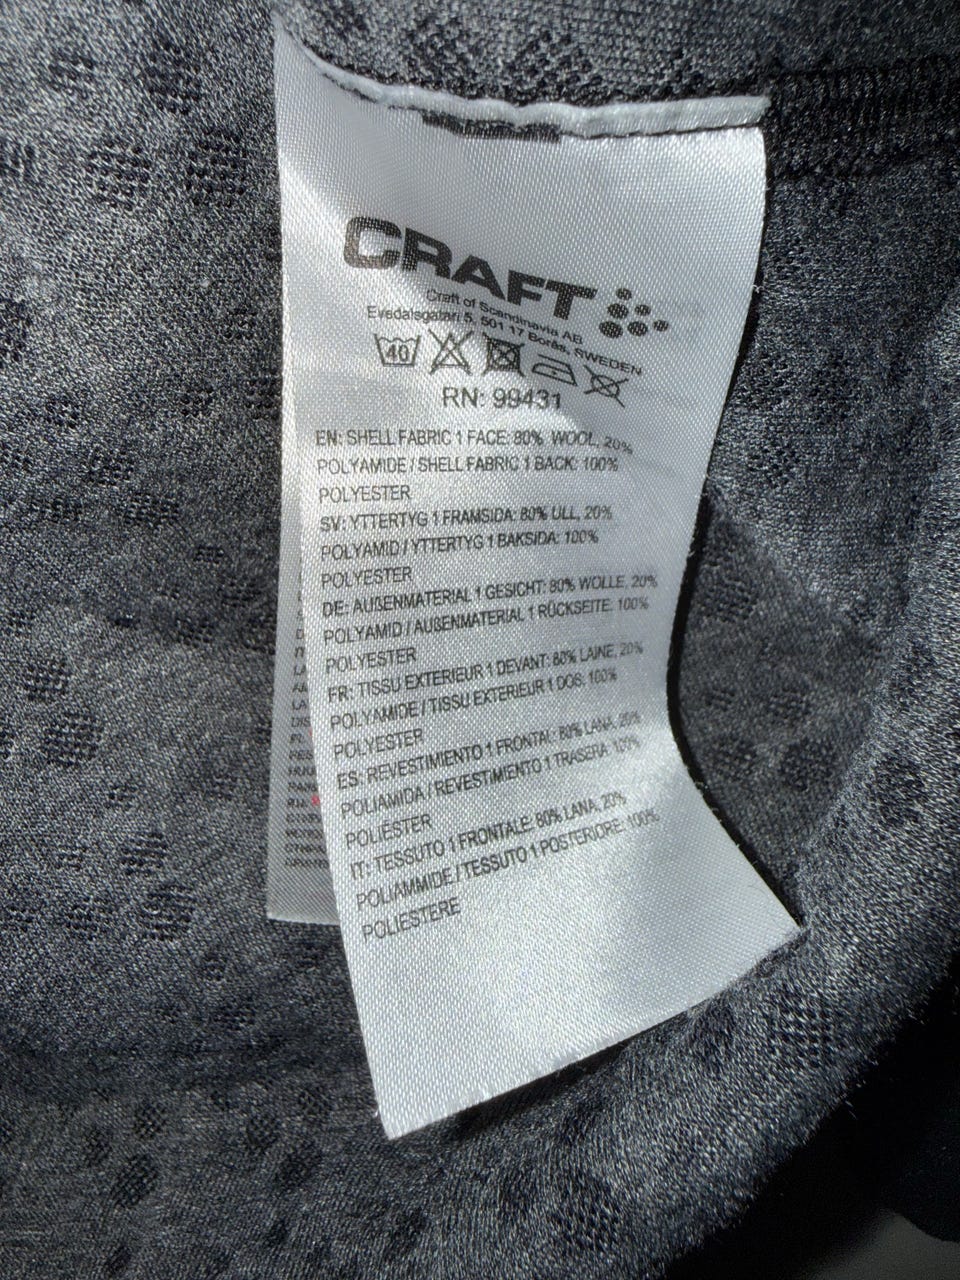 CRAFT
Craft of Scandinavia AB
Evedalsgatan 5, 501 17 Borås, SWEDEN
40
RN: 99431
EN: SHELL FABRIC 1 FACE: 80% WOOL, 20%
POLYAMIDE / SHELL FABRIC 1 BACK: 100%
POLYESTER
SV: YTTERTYG 1 FRAMSIDA: 80% ULL, 20%
POLYAMID / YTTERTYG 1 BAKSIDA: 100%
POLYESTER
DE: AUßENMATERIAL 1 GESICHT: 80% WOLLE, 20%
POLYAMID / AUßENMATERIAL 1 RÜCKSEITE: 100%
POLYESTER
FR: TISSU EXTERIEUR 1 DEVANT: 80% LAINE, 20%
POLYAMIDE / TISSU EXTERIEUR 1 DOS: 100%
POLYESTER
ES: REVESTIMIENTO 1 FRONTAL: 80% LANA, 20%
POLIAMIDA / REVESTIMIENTO 1 TRASERA: 100%
POLIÉSTER
IT: TESSUTO 1 FRONTALE: 80% LANA, 20%
POLIAMMIDE / TESSUTO 1 POSTERIORE: 100%
POLIESTERE